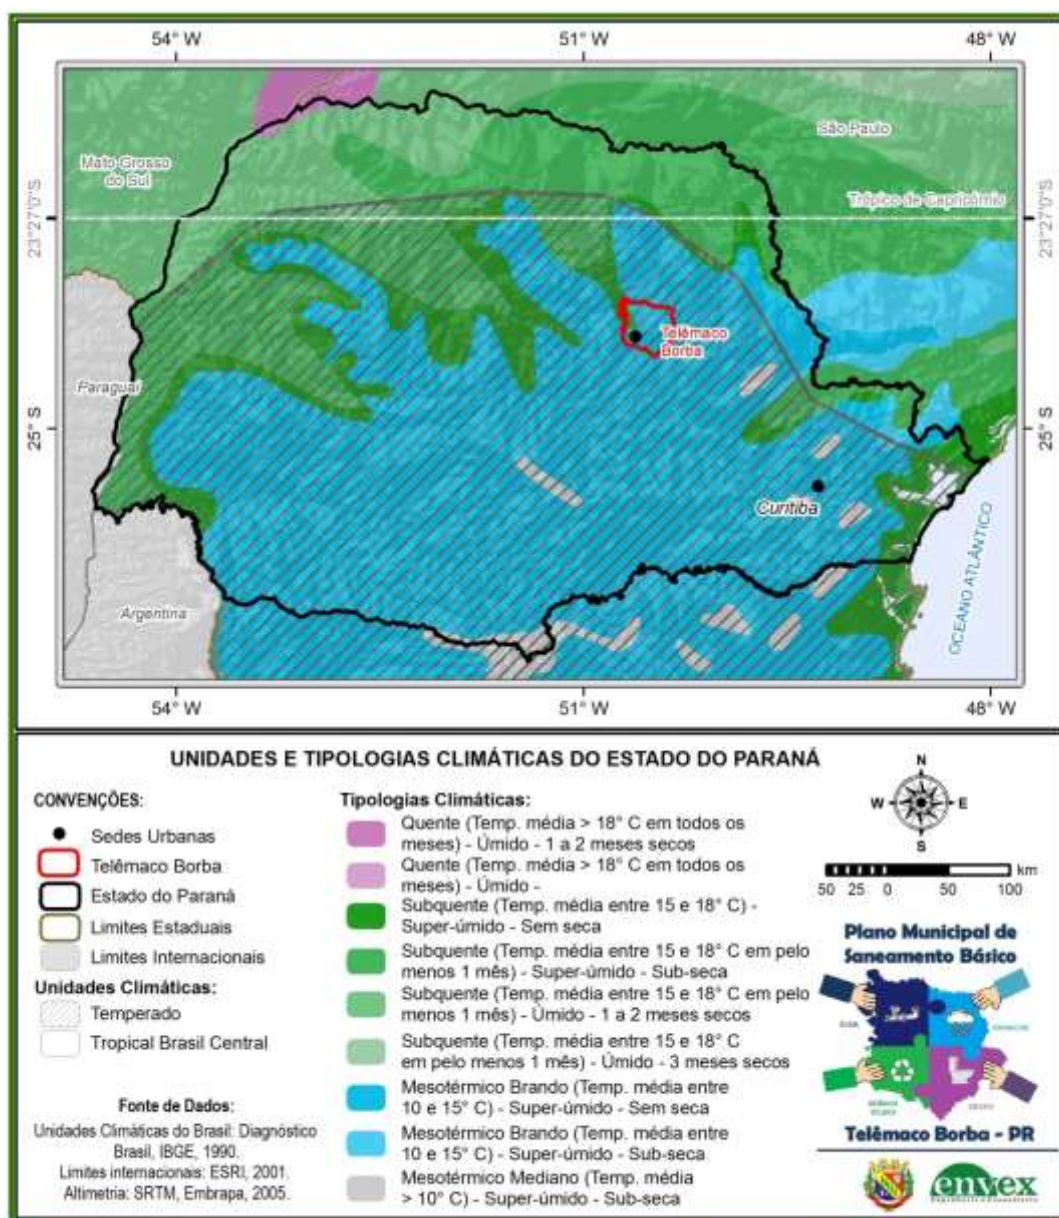 54° W
51° W
48° W
São Paulo
Mato Grosso
do Sul
Trópico de Capricórnio
23°27'0"S
23°27'0"S
Telêmaco
Borba
Paraguai
25° S
25° S
Curitiba
Argentina
OCEANO ATLÂNTICO
54° W
51° W
48° W
UNIDADES E TIPOLOGIAS CLIMÁTICAS DO ESTADO DO PARANÁ
CONVENÇÕES:
Sedes Urbanas
Telêmaco Borba
Estado do Paraná
Limites Estaduais
Limites Internacionais
Unidades Climáticas:
Temperado
Tropical Brasil Central
Fonte de Dados:
Unidades Climáticas do Brasil: Diagnóstico
Brasil, IBGE, 1990.
Limites internacionais: ESRI, 2001.
Altimetria: SRTM, Embrapa, 2005.
Tipologias Climáticas:
Quente (Temp. média > 18° C em todos os
meses) - Úmido - 1 a 2 meses secos
Quente (Temp. média > 18° C em todos os
meses) - Úmido -
Subquente (Temp. média entre 15 e 18° C) -
Super-úmido - Sem seca
Subquente (Temp. média entre 15 e 18° C em pelo
menos 1 mês) - Super-úmido - Sub-seca
Subquente (Temp. média entre 15 e 18° C em pelo
menos 1 mês) - Úmido - 1 a 2 meses secos
Subquente (Temp. média entre 15 e 18° C
em pelo menos 1 mês) - Úmido - 3 meses secos
Mesotérmico Brando (Temp. média entre
10 e 15° C) - Super-úmido - Sem seca
Mesotérmico Brando (Temp. média entre
10 e 15° C) - Super-úmido - Sub-seca
Mesotérmico Mediano (Temp. média
> 10° C) - Super-úmido - Sub-seca
N
W E
S
km
50 25 0 50 100
Plano Municipal de
Saneamento Básico
Telêmaco Borba - PR
envex